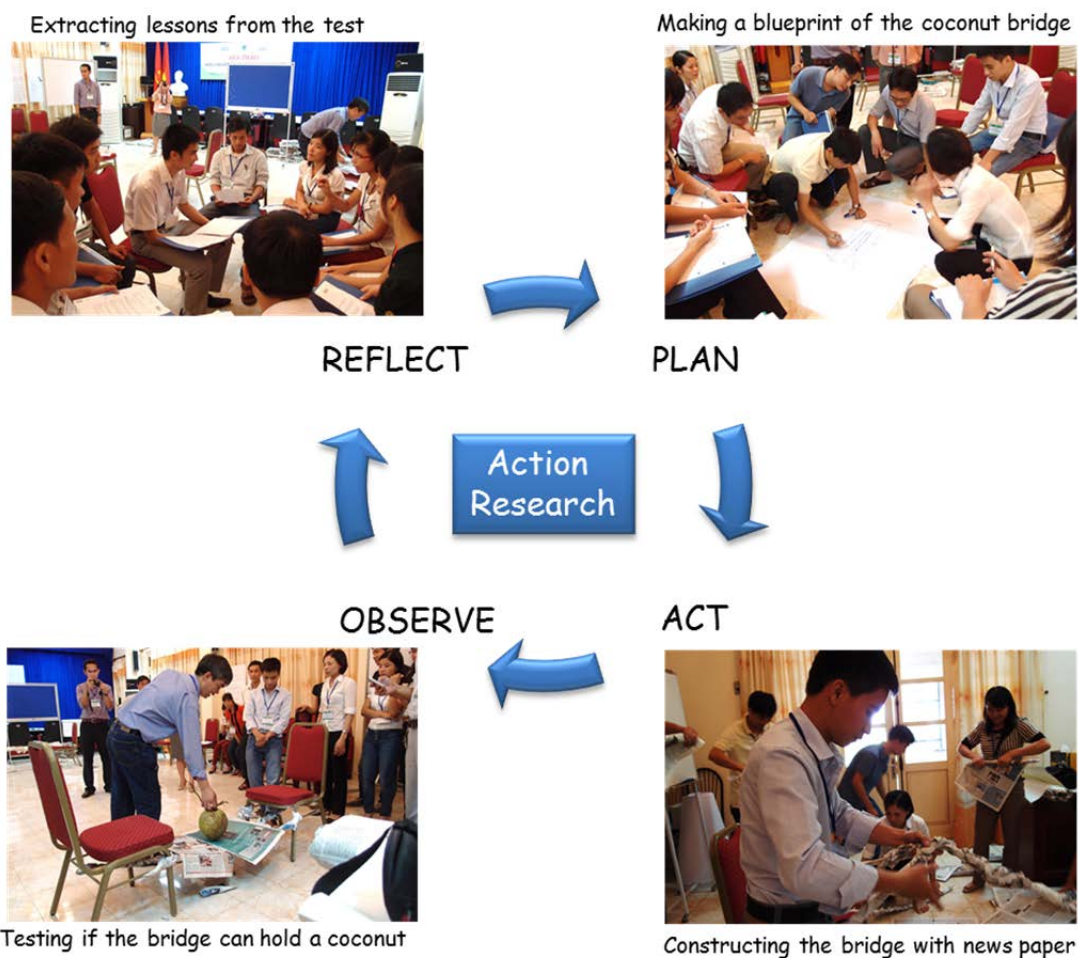 Extracting lessons from the test
Making a blueprint of the coconut bridge
REFLECT
PLAN
Action
Research
OBSERVE
ACT
Testing if the bridge can hold a coconut
Constructing the bridge with news paper